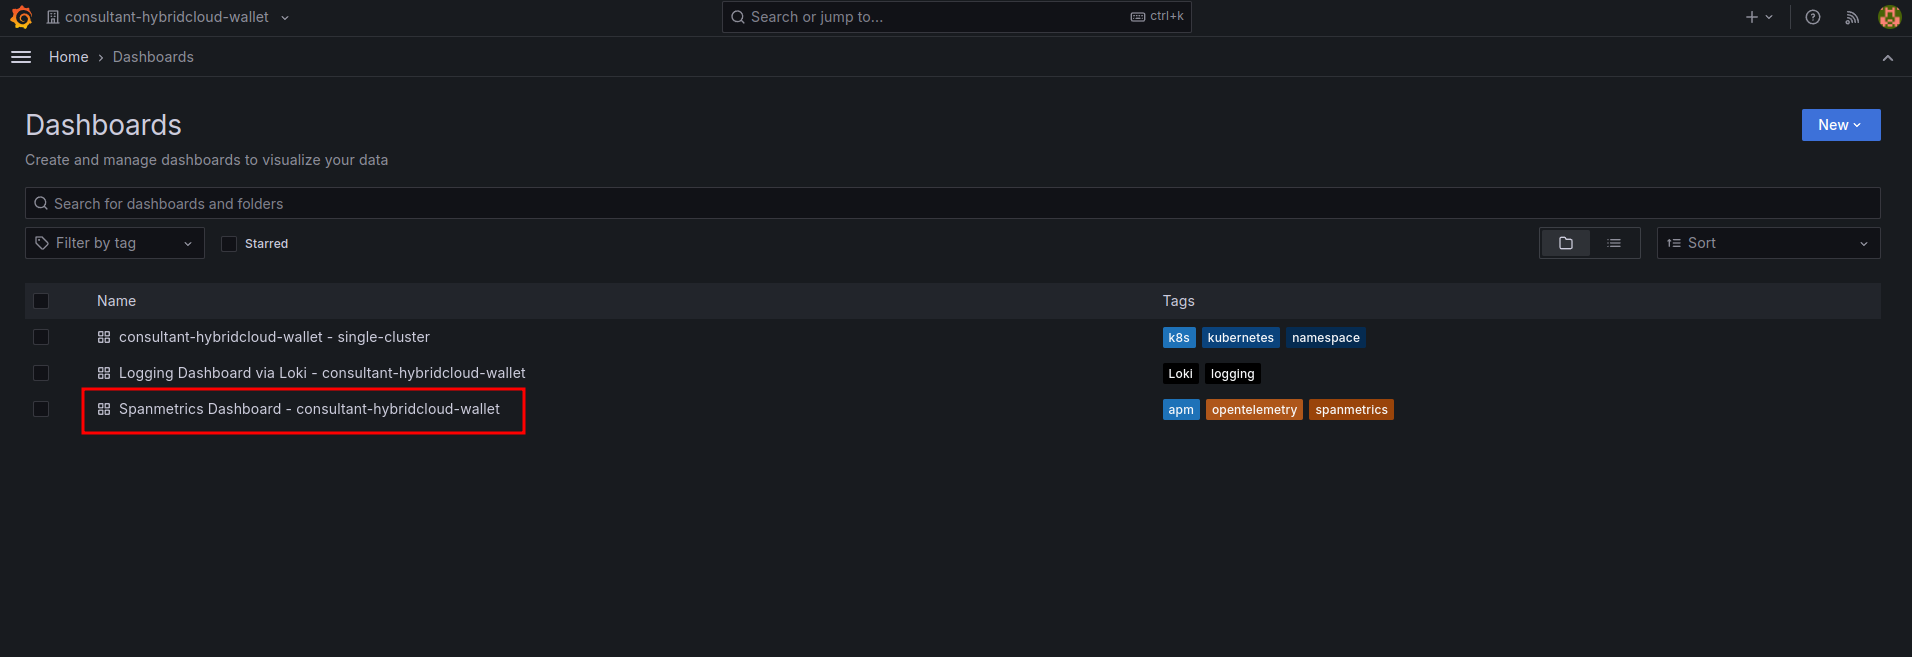 consultant-hybridcloud-wallet
Search or jump to...
ctrl+k
Home › Dashboards
Dashboards
New
Create and manage dashboards to visualize your data
Search for dashboards and folders
Filter by tag
Starred
Sort
Name Tags
consultant-hybridcloud-wallet - single-cluster k8s kubernetes namespace
Logging Dashboard via Loki - consultant-hybridcloud-wallet Loki logging
Spanmetrics Dashboard - consultant-hybridcloud-wallet apm opentelemetry spanmetrics